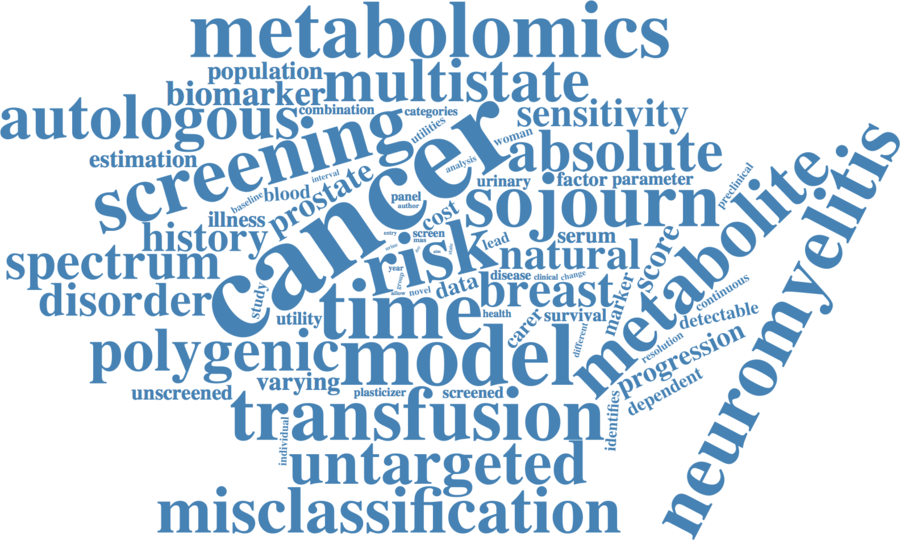 metabolomics
population
multistate
biomarker
autologous
combination
categories
sensitivity
utilities
woman
screening
cancer
estimation
absolute
analysis
interval
baseline
blood
prostate
panel
author
urinary
factor
parameter
preclinical
metabolite
neuromyelitis
illness
history
cost
sojourn
entry
screen
serum
score
spectrum
risk
lead
natural
year
group
disease
clinical
change
disorder
study
allow
novel
data
breast
marker
continuous
utility
time
health
carer
survival
detectable
different
resolution
polygenic
model
progression
varying
unscreened
plasticizer
screened
dependent
transfusion
identifies
individual
untargeted
misclassification